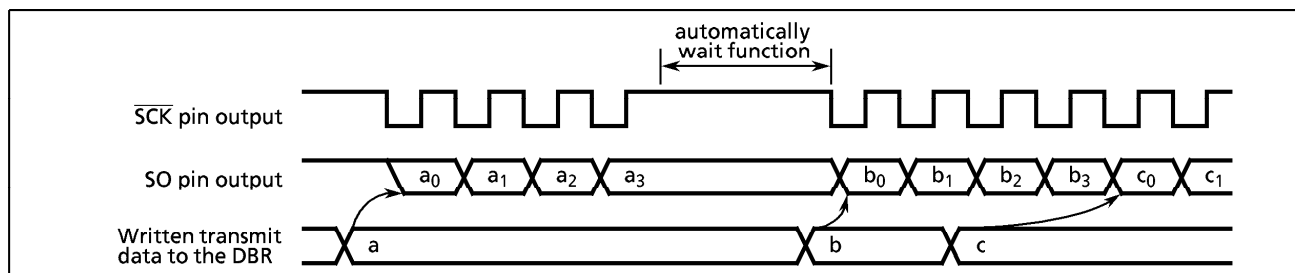 automatically
wait function
SCK pin output
SO pin output
a0 a1 a2 a3 b0 b1 b2 b3 c0 c1
Written transmit
data to the DBR
a b c